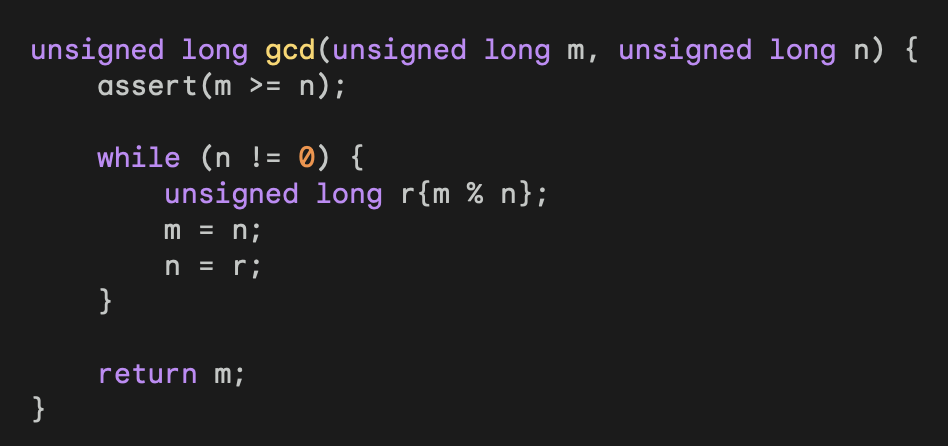 unsigned long gcd(unsigned long m, unsigned long n) {
    assert(m >= n);

    while (n != 0) {
        unsigned long r{m % n};
        m = n;
        n = r;
    }

    return m;
}